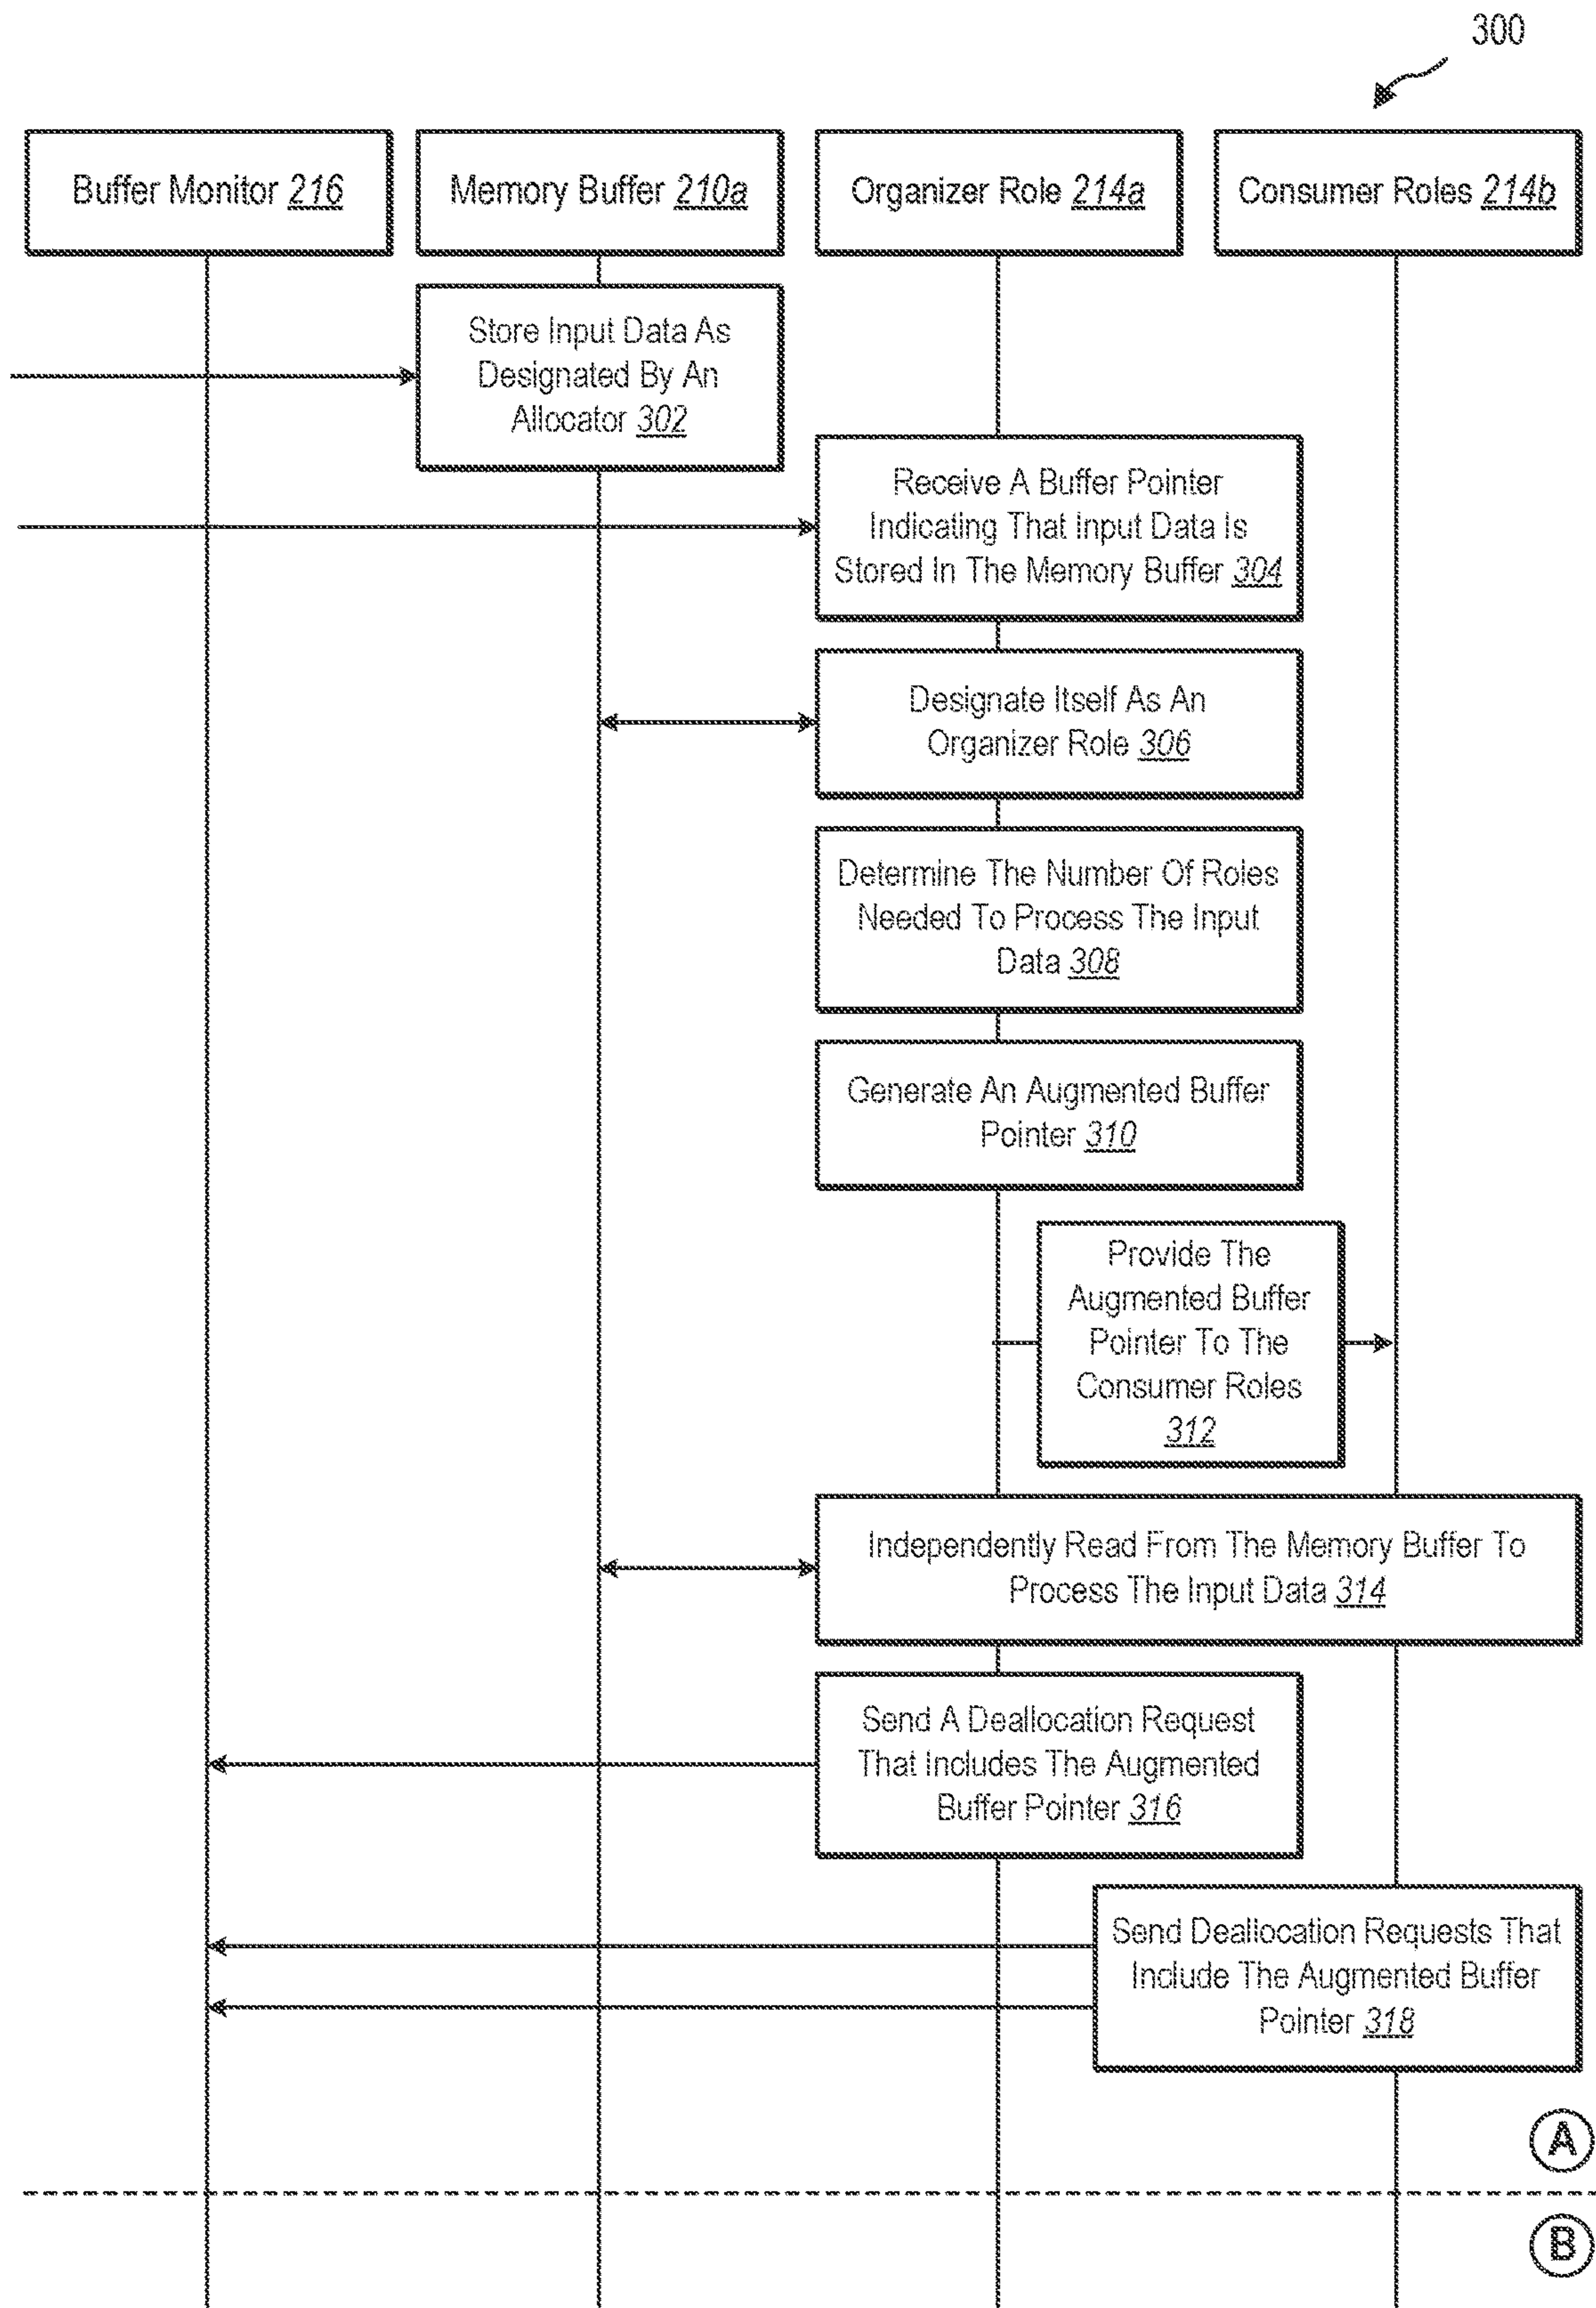 300
Buffer Monitor 216
Memory Buffer 210a
Organizer Role 214a
Consumer Roles 214b
Store Input Data As
Designated By An
Allocator 302
Receive A Buffer Pointer
Indicating That Input Data Is
Stored In The Memory Buffer 304
Designate Itself As An
Organizer Role 306
Determine The Number Of Roles
Needed To Process The Input
Data 308
Generate An Augmented Buffer
Pointer 310
Provide The
Augmented Buffer
Pointer To The
Consumer Roles
312
Independently Read From The Memory Buffer To
Process The Input Data 314
Send A Deallocation Request
That Includes The Augmented
Buffer Pointer 316
Send Deallocation Requests That
Include The Augmented Buffer
Pointer 318
A
B